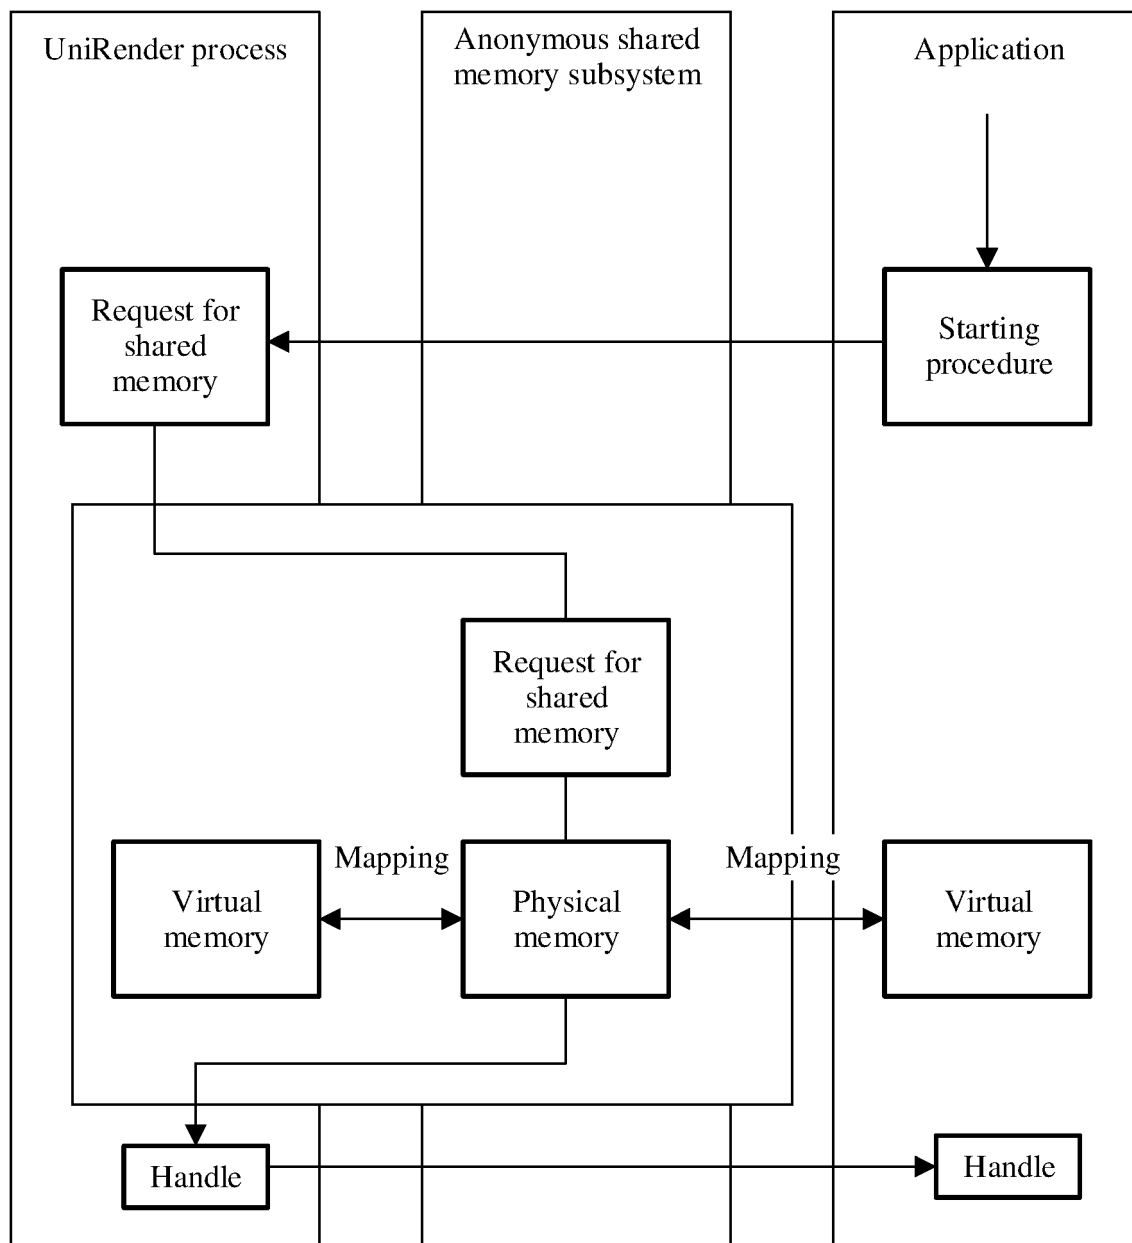 UniRender process
Anonymous shared
memory subsystem
Application
Request for
shared
memory
Starting
procedure
Request for
shared
memory
Mapping
Mapping
Virtual
memory
Physical
memory
Virtual
memory
Handle
Handle